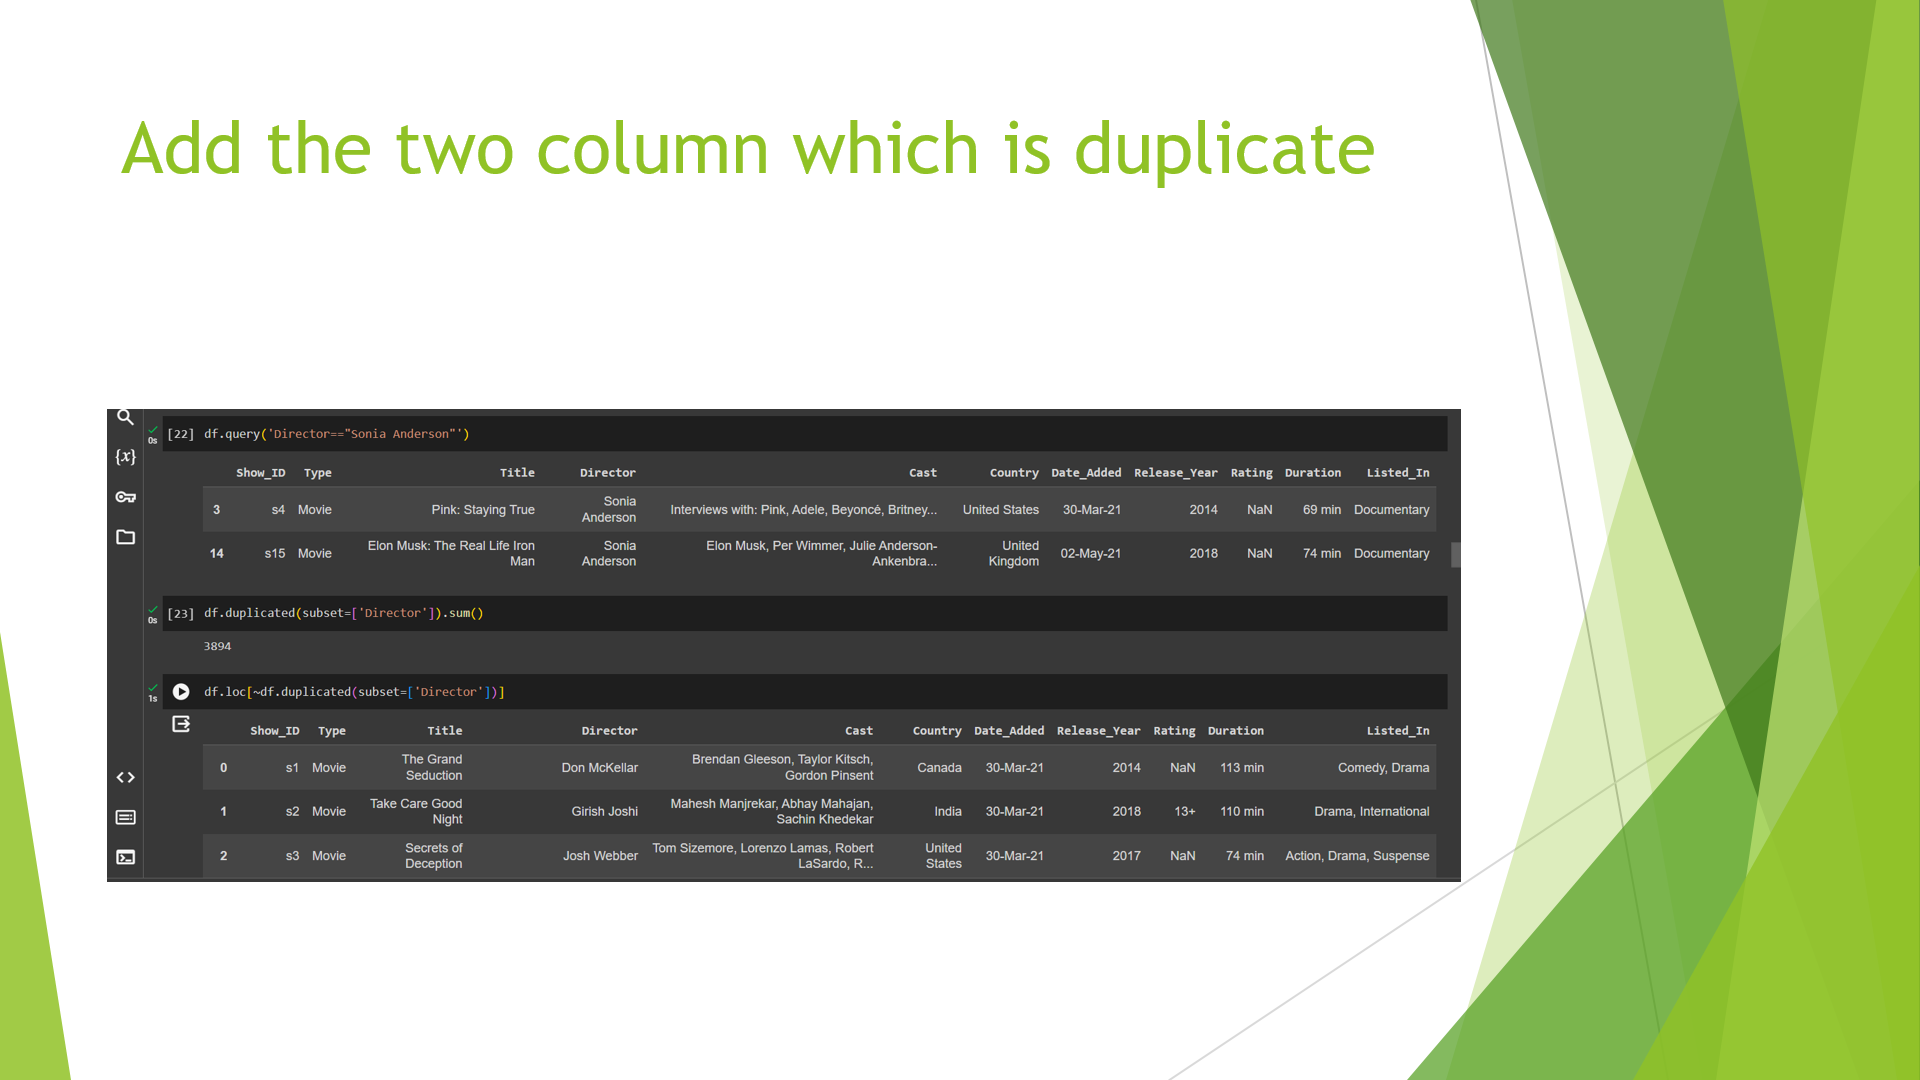 Add the two column which is duplicate
{x}
0s
[22] df.query('Director=="Sonia Anderson"')
Show_ID Type Title Director Cast Country Date_Added Release_Year Rating Duration Listed_In
3 s4 Movie Pink: Staying True Sonia Anderson Interviews with: Pink, Adele, Beyoncé, Britney... United States 30-Mar-21 2014 NaN 69 min Documentary
14 s15 Movie Elon Musk: The Real Life Iron Man Sonia Anderson Elon Musk, Per Wimmer, Julie Anderson-Ankenbra... United Kingdom 02-May-21 2018 NaN 74 min Documentary
0s
[23] df.duplicated(subset=['Director']).sum()
3894
1s
df.loc[~df.duplicated(subset=['Director'])]
Show_ID Type Title Director Cast Country Date_Added Release_Year Rating Duration Listed_In
0 s1 Movie The Grand Seduction Don McKellar Brendan Gleeson, Taylor Kitsch, Gordon Pinsent Canada 30-Mar-21 2014 NaN 113 min Comedy, Drama
1 s2 Movie Take Care Good Night Girish Joshi Mahesh Manjrekar, Abhay Mahajan, Sachin Khedekar India 30-Mar-21 2018 13+ 110 min Drama, International
2 s3 Movie Secrets of Deception Josh Webber Tom Sizemore, Lorenzo Lamas, Robert LaSardo, R... United States 30-Mar-21 2017 NaN 74 min Action, Drama, Suspense